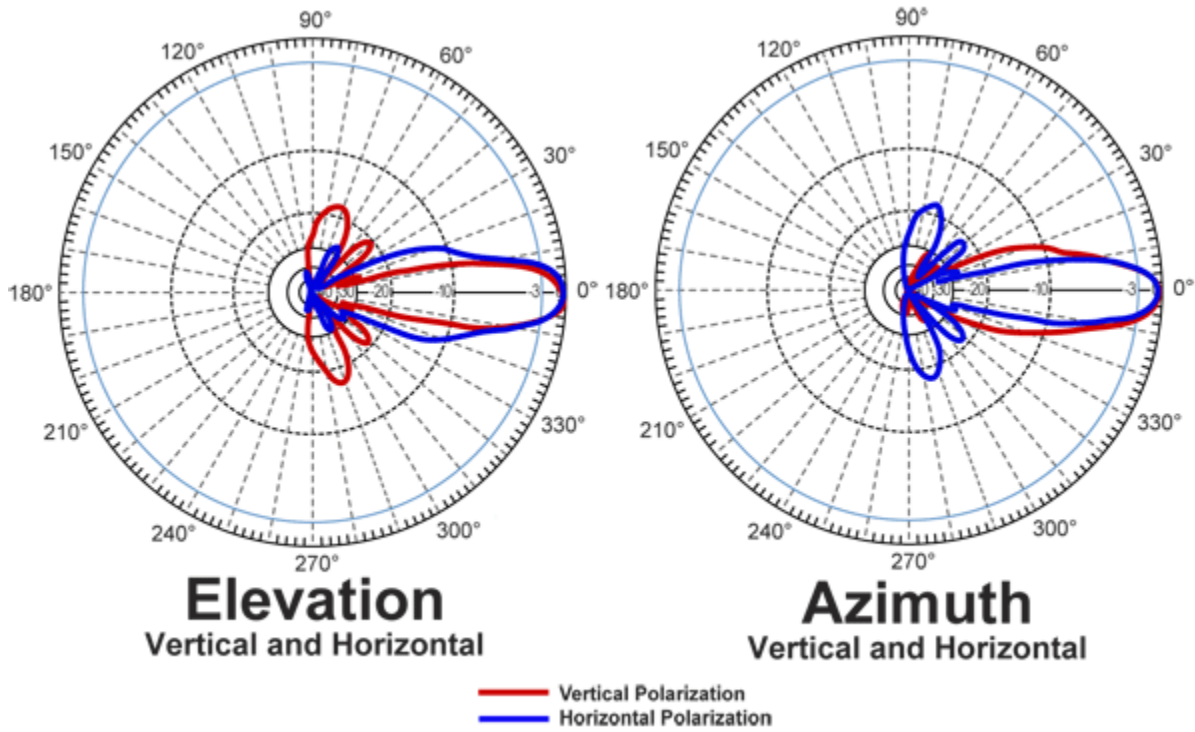 90° 90°
120° 60° 120° 60°
150° 30° 150° 30°
180° -30 -20 -10 -3 0° 180° -30 -20 -10 -3 0°
210° 330° 210° 330°
240° 300° 240° 300°
270° 270°
Elevation Azimuth
Vertical and Horizontal Vertical and Horizontal
Vertical Polarization
Horizontal Polarization